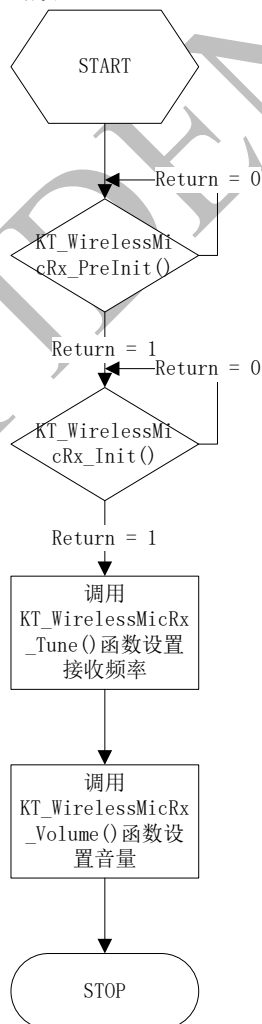 START
Return = 0
KT_WirelessMi
cRx_PreInit()
Return = 1
Return = 0
KT_WirelessMi
cRx_Init()
Return = 1
调用
KT_WirelessMicRx
_Tune()函数设置
接收频率
调用
KT_WirelessMicRx
_Volume()函数设
置音量
STOP